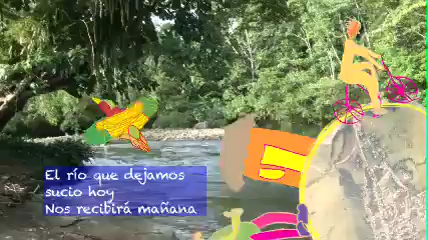 El río que dejamos
sucio hoy
Nos recibirá mañana